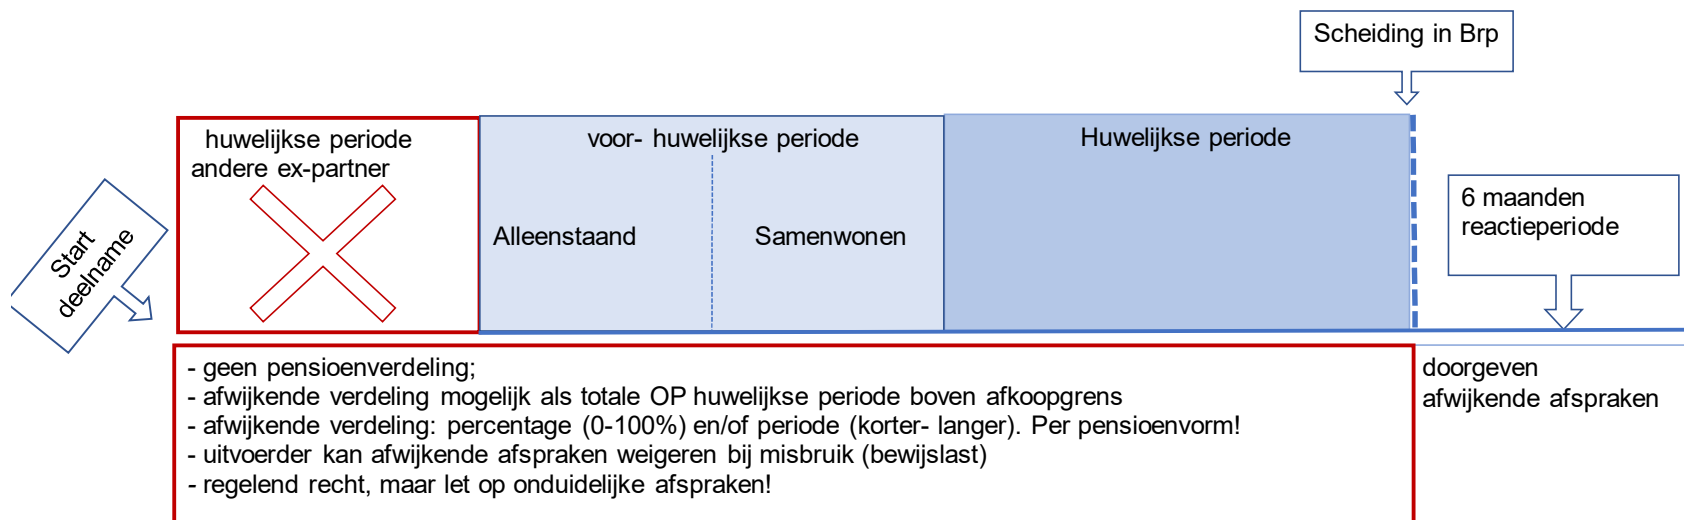 Scheiding in Brp
huwelijkse periode
andere ex-partner
voor- huwelijkse periode
Huwelijkse periode
Start
deelname
Alleenstaand
Samenwonen
6 maanden
reactieperiode
- geen pensioenverdeling;
- afwijkende verdeling mogelijk als totale OP huwelijkse periode boven afkoopgrens
- afwijkende verdeling: percentage (0-100%) en/of periode (korter- langer). Per pensioenvorm!
- uitvoerder kan afwijkende afspraken weigeren bij misbruik (bewijslast)
- regelend recht, maar let op onduidelijke afspraken!
doorgeven
afwijkende afspraken